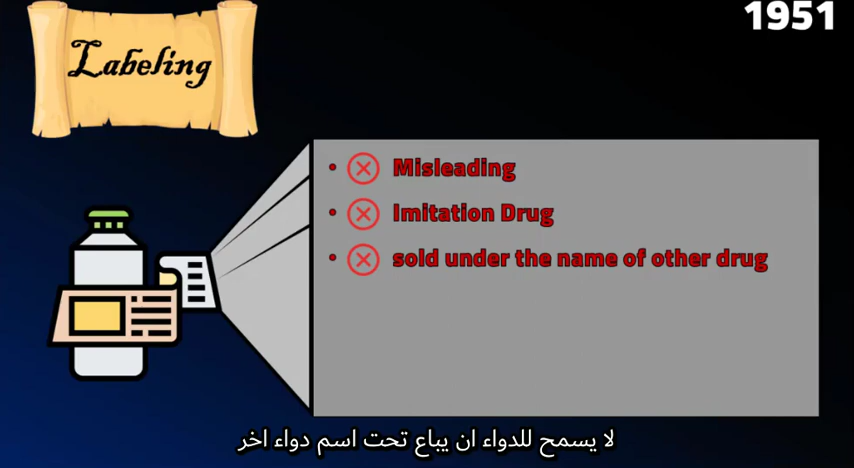 1951
Labeling
• Misleading
• Imitation Drug
• sold under the name of other drug
لا يسمح للدواء ان يباع تحت اسم دواء اخر